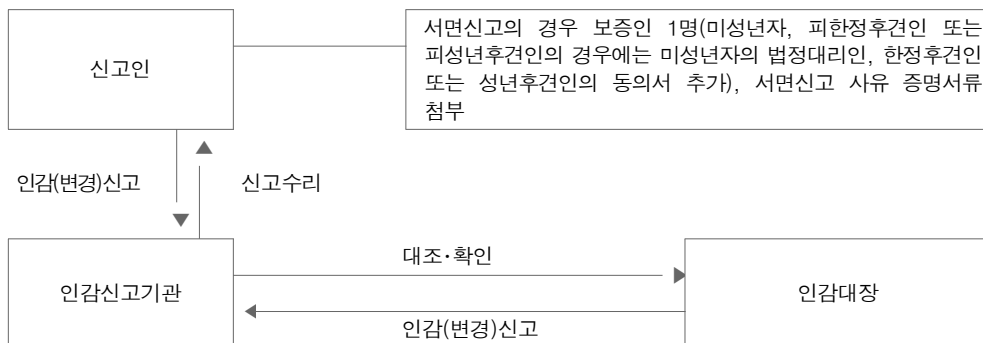 신고인
서면신고의 경우 보증인 1명(미성년자, 피한정후견인 또는
피성년후견인의 경우에는 미성년자의 법정대리인, 한정후견인
또는 성년후견인의 동의서 추가), 서면신고 사유 증명서류
첨부
인감(변경)신고
신고수리
인감신고기관
대조･확인
인감(변경)신고
인감대장